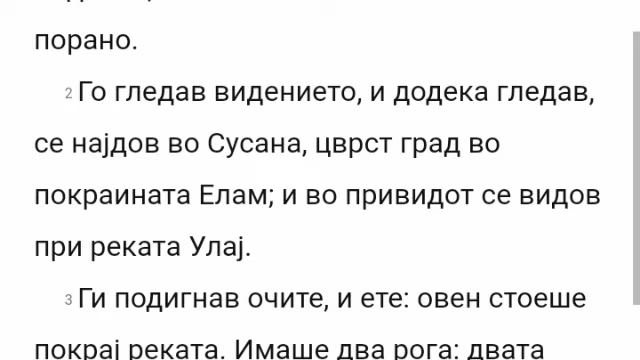 порано.
2 Го гледав видението, и додека гледав,
се најдов во Сусана, цврст град во
покраината Елам; и во привидот се видов
при реката Улај.
3 Ги подигнав очите, и ете: овен стоеше
покрај реката. Имаше два рога; двата